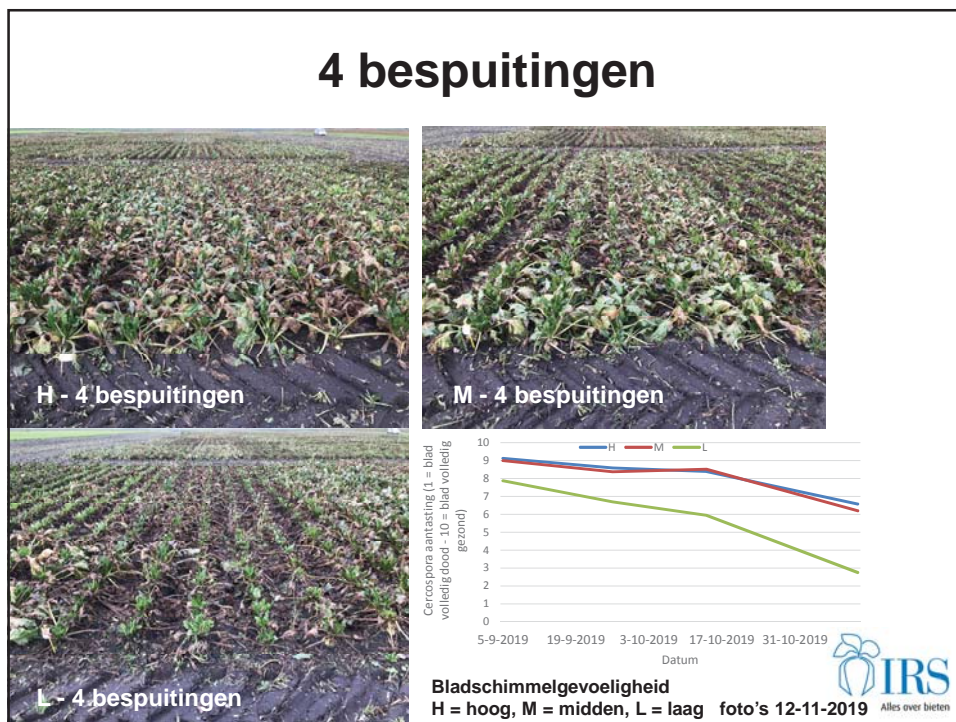 4 bespuitingen
H - 4 bespuitingen
M - 4 bespuitingen
L - 4 bespuitingen
Cercospora aantasting (1 = blad
volledig dood - 10 = blad volledig
gezond)
H M L
10
9
8
7
6
5
4
3
2
1
0
5-9-2019 19-9-2019 3-10-2019 17-10-2019 31-10-2019
Datum
Bladschimmelgevoeligheid
H = hoog, M = midden, L = laag foto's 12-11-2019
IRS
Alles over bieten